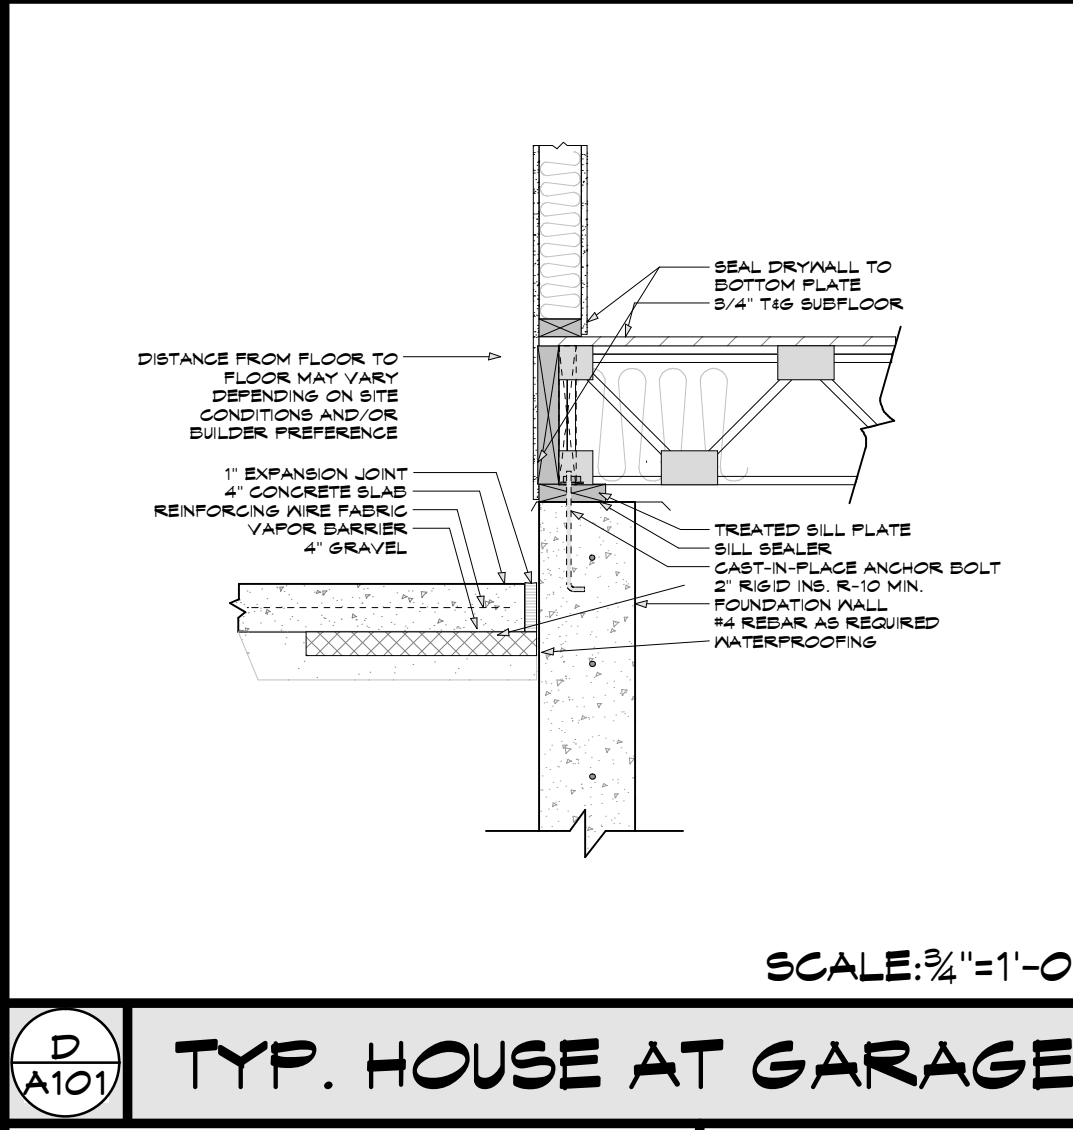 SEAL DRYWALL TO
BOTTOM PLATE
3/4" T&G SUBFLOOR
DISTANCE FROM FLOOR TO
FLOOR MAY VARY
DEPENDING ON SITE
CONDITIONS AND/OR
BUILDER PREFERENCE
1" EXPANSION JOINT
4" CONCRETE SLAB
REINFORCING WIRE FABRIC
VAPOR BARRIER
4" GRAVEL
TREATED SILL PLATE
SILL SEALER
CAST-IN-PLACE ANCHOR BOLT
2" RIGID INS. R-10 MIN.
FOUNDATION WALL
#4 REBAR AS REQUIRED
WATERPROOFING
SCALE:¾"=1'-0
D
A101
TYP. HOUSE AT GARAGE